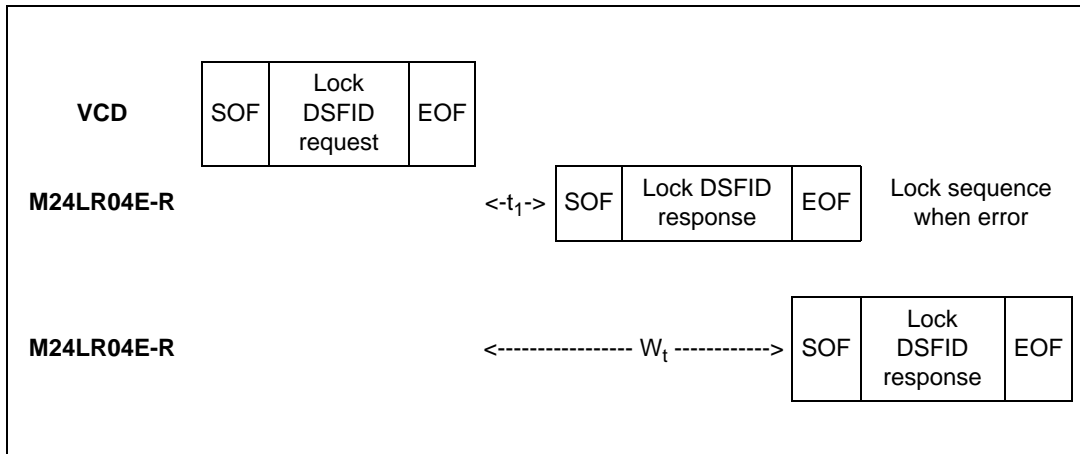 VCD SOF Lock DSFID request EOF
M24LR04E-R <-t1-> SOF Lock DSFID response EOF Lock sequence when error
M24LR04E-R <----------------- Wt ------------> SOF Lock DSFID response EOF